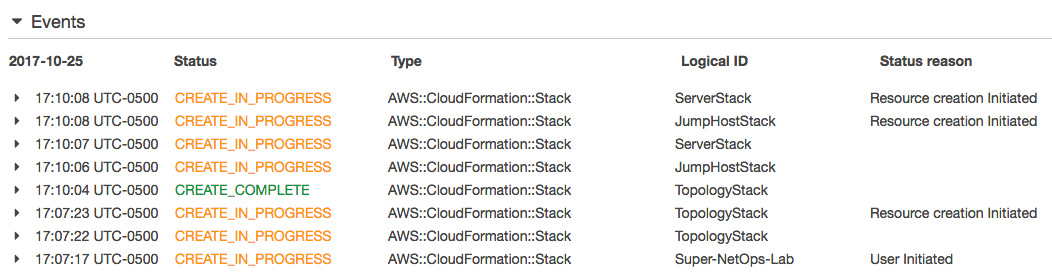 Events
2017-10-25 Status Type Logical ID Status reason
17:10:08 UTC-0500 CREATE_IN_PROGRESS AWS::CloudFormation::Stack ServerStack Resource creation Initiated
17:10:08 UTC-0500 CREATE_IN_PROGRESS AWS::CloudFormation::Stack JumpHostStack Resource creation Initiated
17:10:07 UTC-0500 CREATE_IN_PROGRESS AWS::CloudFormation::Stack ServerStack
17:10:06 UTC-0500 CREATE_IN_PROGRESS AWS::CloudFormation::Stack JumpHostStack
17:10:04 UTC-0500 CREATE_COMPLETE AWS::CloudFormation::Stack TopologyStack
17:07:23 UTC-0500 CREATE_IN_PROGRESS AWS::CloudFormation::Stack TopologyStack Resource creation Initiated
17:07:22 UTC-0500 CREATE_IN_PROGRESS AWS::CloudFormation::Stack TopologyStack
17:07:17 UTC-0500 CREATE_IN_PROGRESS AWS::CloudFormation::Stack Super-NetOps-Lab User Initiated